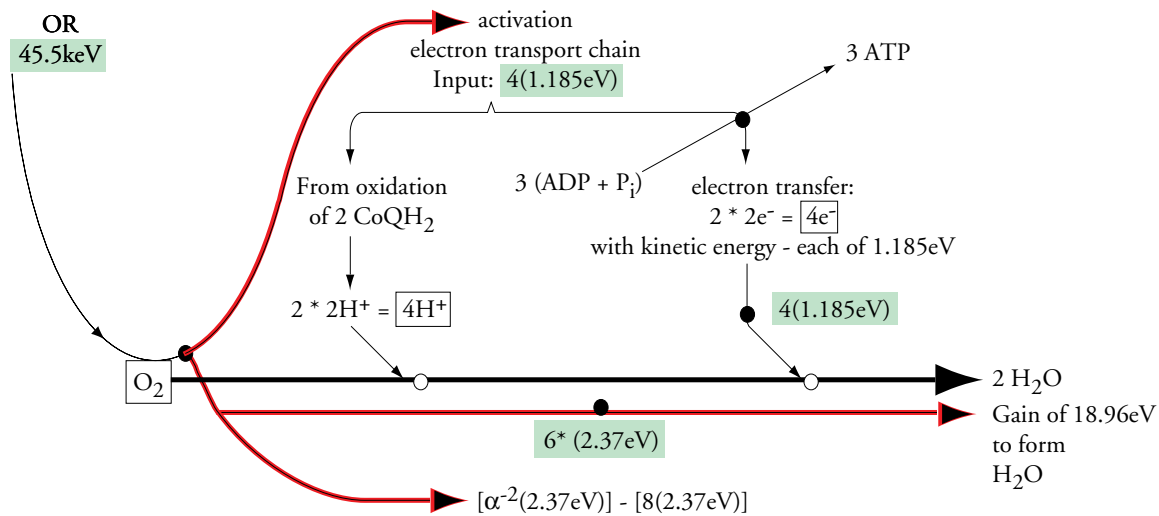 OR
45.5keV
activation
electron transport chain
Input: 4(1.185eV)
3 ATP
3 (ADP + Pi)
From oxidation
of 2 CoQH2
electron transfer:
2 * 2e- = 4e-
with kinetic energy - each of 1.185eV
2 * 2H+ = 4H+
4(1.185eV)
O2
2 H2O
Gain of 18.96eV
to form
H2O
6* (2.37eV)
[α-2(2.37eV)] - [8(2.37eV)]